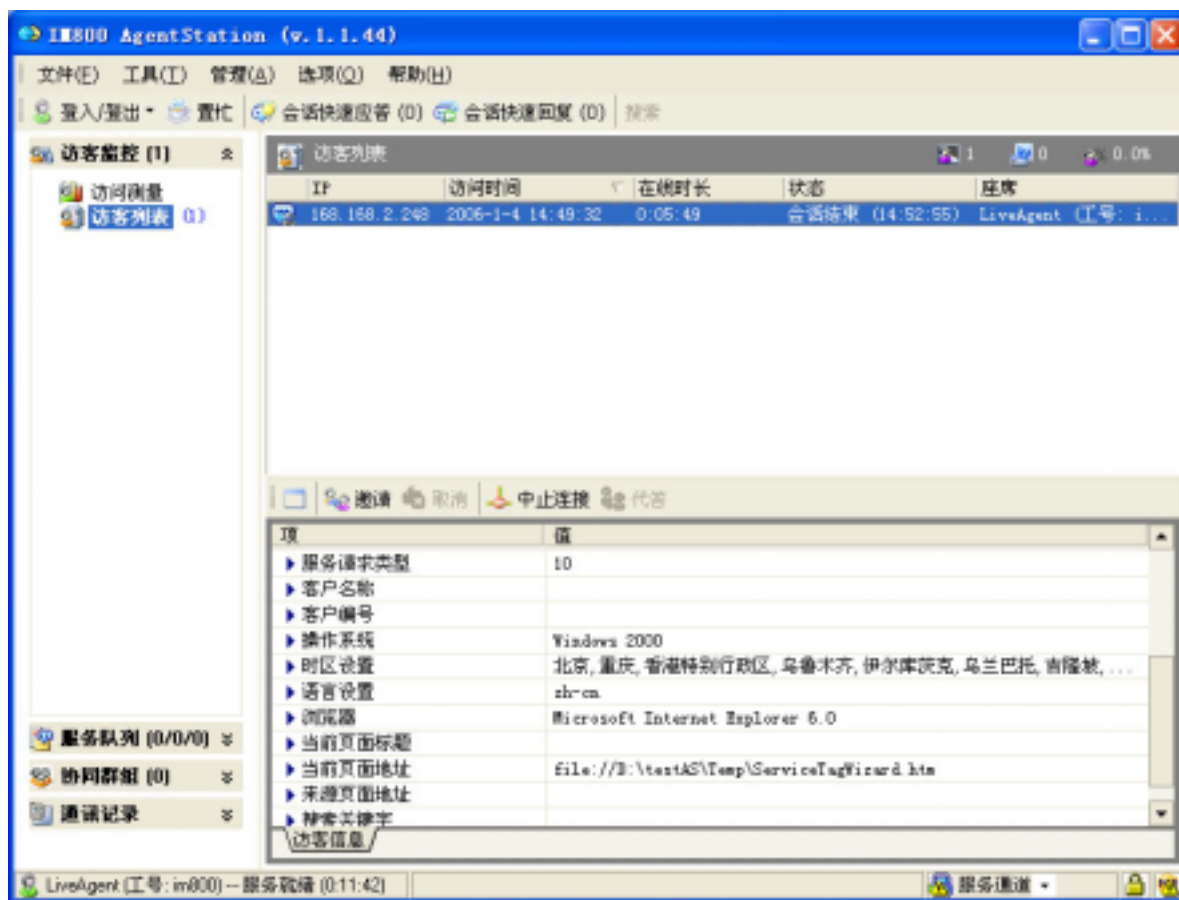 IM800 AgentStation (v.1.1.44)
文件(F) 工具(T) 管理(A) 选项(O) 帮助(H)
登入/登出 置忙 会话快速应答 (0) 会话快速回复 (0) 搜索
访客监控 (1)
访问测量
访客列表 (1)
访客列表 1 0 0.0%
IP 访问时间 在线时长 状态 座席
168.168.2.248 2006-1-4 14:49:32 0:05:49 会话结束 (14:52:55) LiveAgent (工号: i...
邀请 取消 中止连接 代答
项 值
服务请求类型 10
客户名称
客户编号
操作系统 Windows 2000
时区设置 北京, 重庆, 香港特别行政区, 乌鲁木齐, 伊尔库茨克, 乌兰巴托, 吉隆坡, ...
语言设置 zh-cn
浏览器 Microsoft Internet Explorer 6.0
当前页面标题
当前页面地址 file://D:\testAS\Temp\ServiceTagWizard.htm
来源页面地址
搜索关键字
访客信息
服务队列 (0/0/0)
协同群组 (0)
通讯记录
LiveAgent (工号: im800) -- 服务就绪 (0:11:42) 服务通道